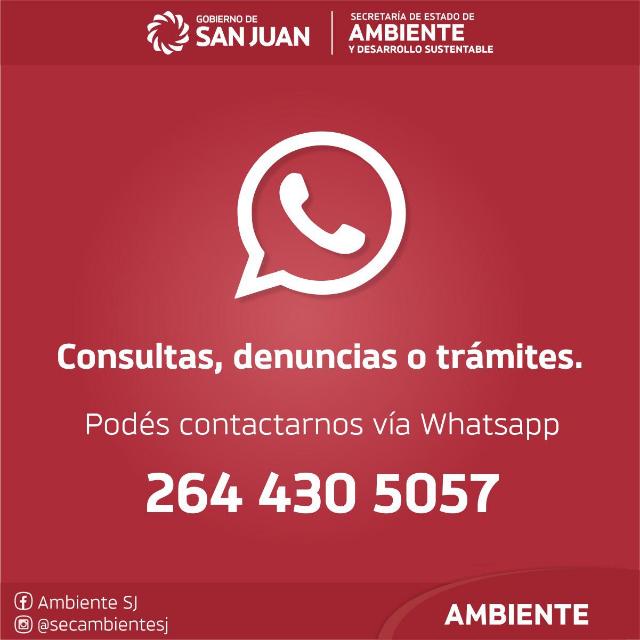 GOBIERNO DE
SAN JUAN
SECRETARÍA DE ESTADO DE
AMBIENTE
Y DESARROLLO SUSTENTABLE
Consultas, denuncias o trámites.
Podés contactarnos vía Whatsapp
264 430 5057
Ambiente SJ
@secambientesj
AMBIENTE